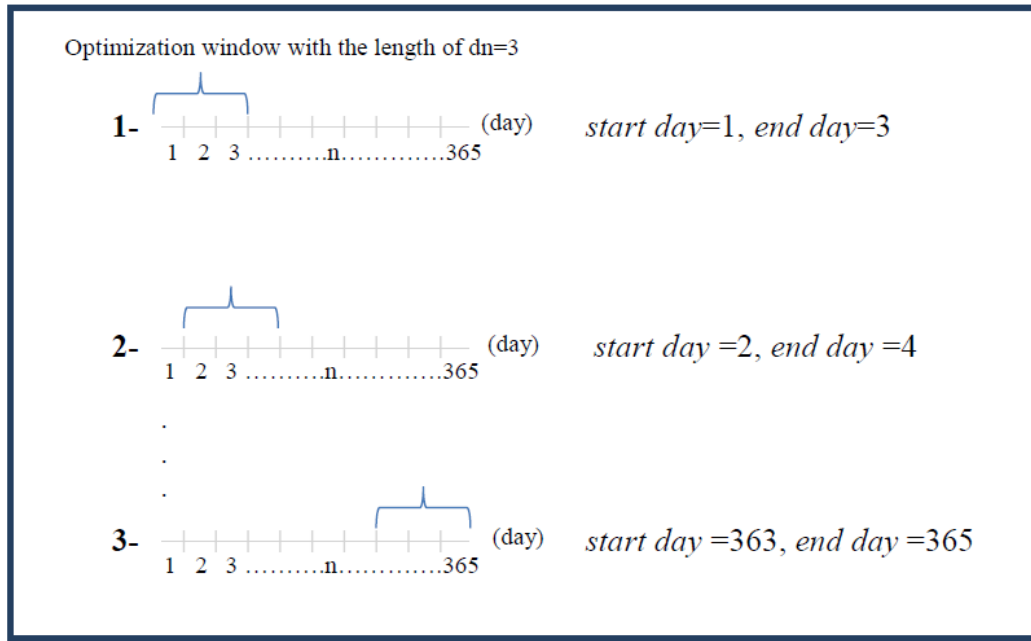 Optimization window with the length of dn=3
1- (day) start day=1, end day=3
1 2 3 ..........n.............365
2- (day) start day =2, end day =4
1 2 3 ..........n.............365
.
.
.
3- (day) start day =363, end day =365
1 2 3 ..........n.............365